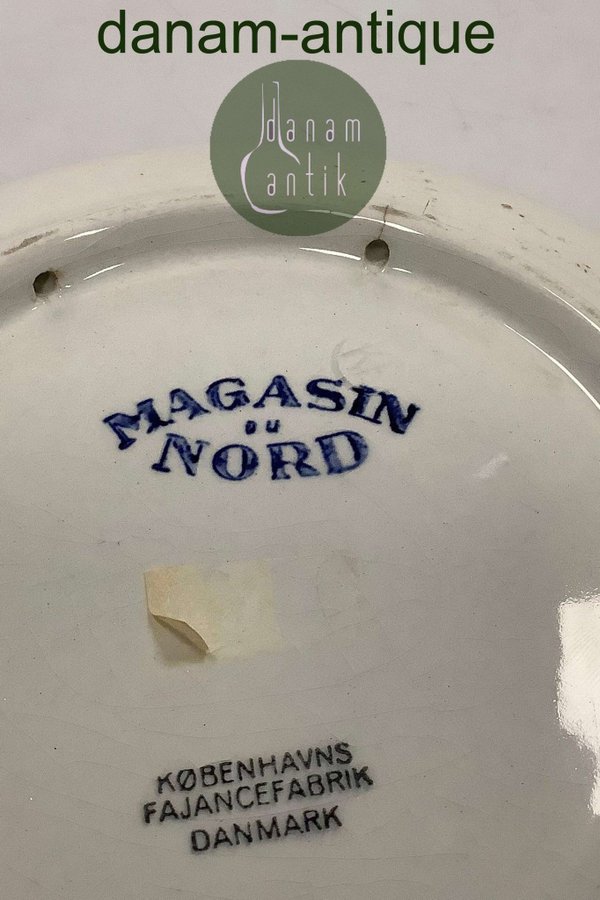 danam-antique
danam
antik
MAGASIN
DU
NORD
KØBENHAVNS
FAJANCEFABRIK
DANMARK